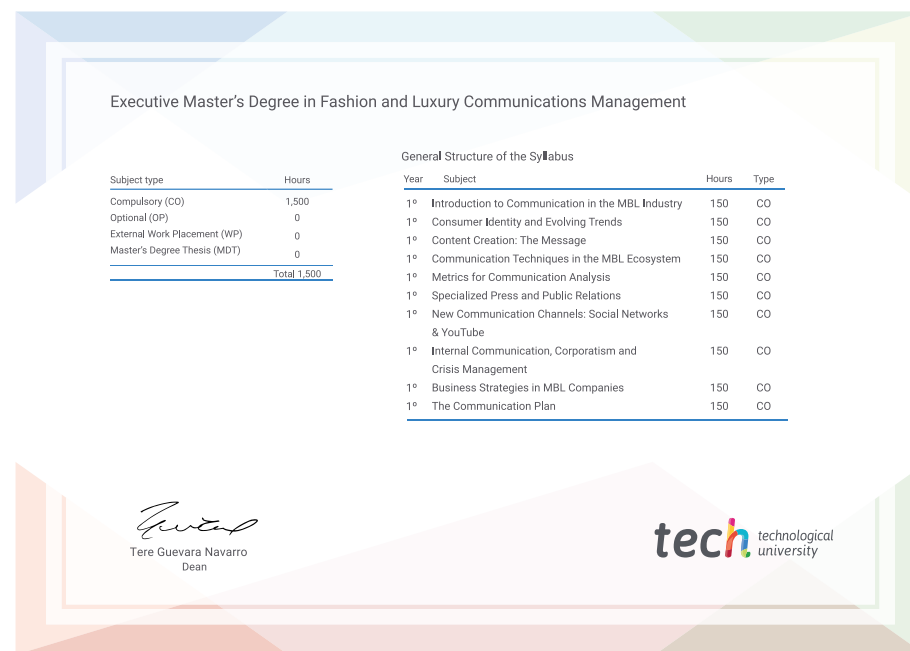 Executive Master's Degree in Fashion and Luxury Communications Management
Subject type Hours
Compulsory (CO) 1,500
Optional (OP) 0
External Work Placement (WP) 0
Master's Degree Thesis (MDT) 0
Total 1,500
General Structure of the Syllabus
Year Subject Hours Type
1º Introduction to Communication in the MBL Industry 150 CO
1º Consumer Identity and Evolving Trends 150 CO
1º Content Creation: The Message 150 CO
1º Communication Techniques in the MBL Ecosystem 150 CO
1º Metrics for Communication Analysis 150 CO
1º Specialized Press and Public Relations 150 CO
1º New Communication Channels: Social Networks 150 CO
& YouTube
1º Internal Communication, Corporatism and 150 CO
Crisis Management
1º Business Strategies in MBL Companies 150 CO
1º The Communication Plan 150 CO
Tere Guevara Navarro
Dean
tech technological
university